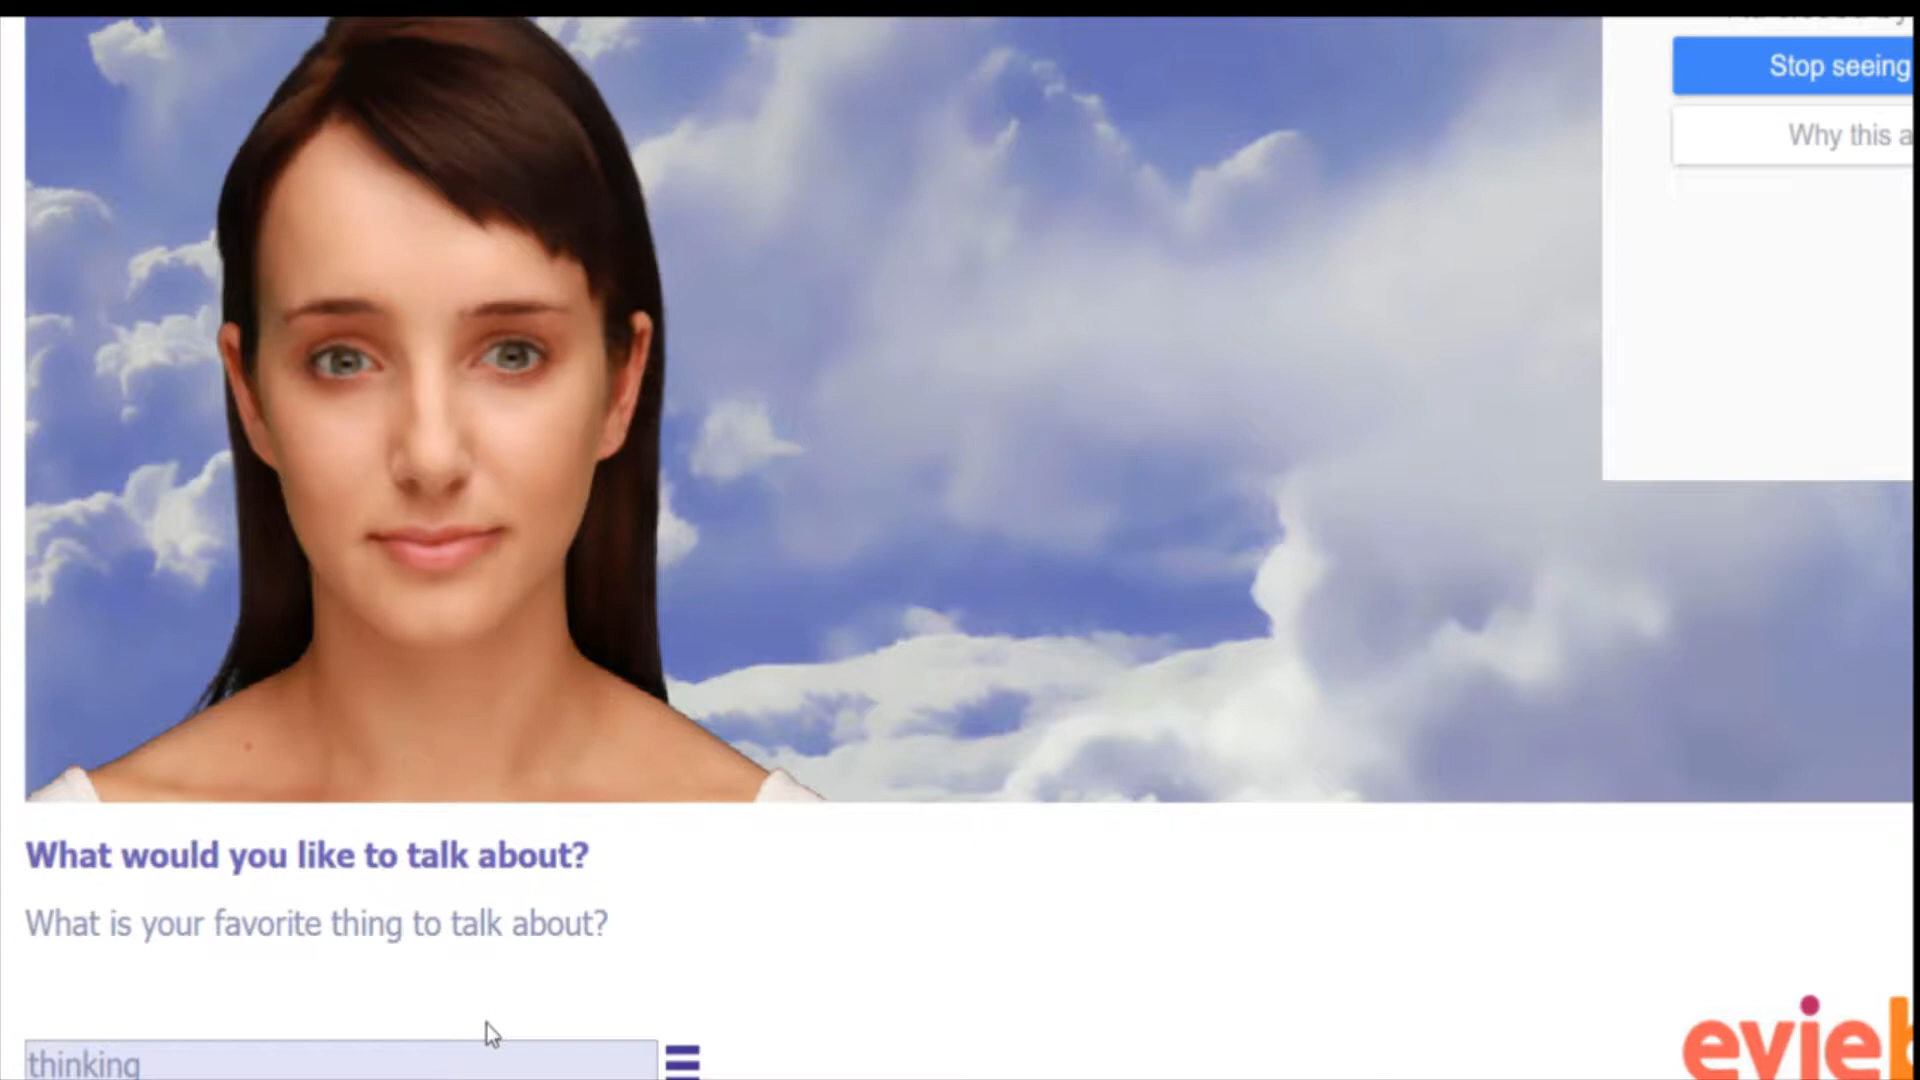 Stop seeing
Why this a
What would you like to talk about?
What is your favorite thing to talk about?
thinking
evieb